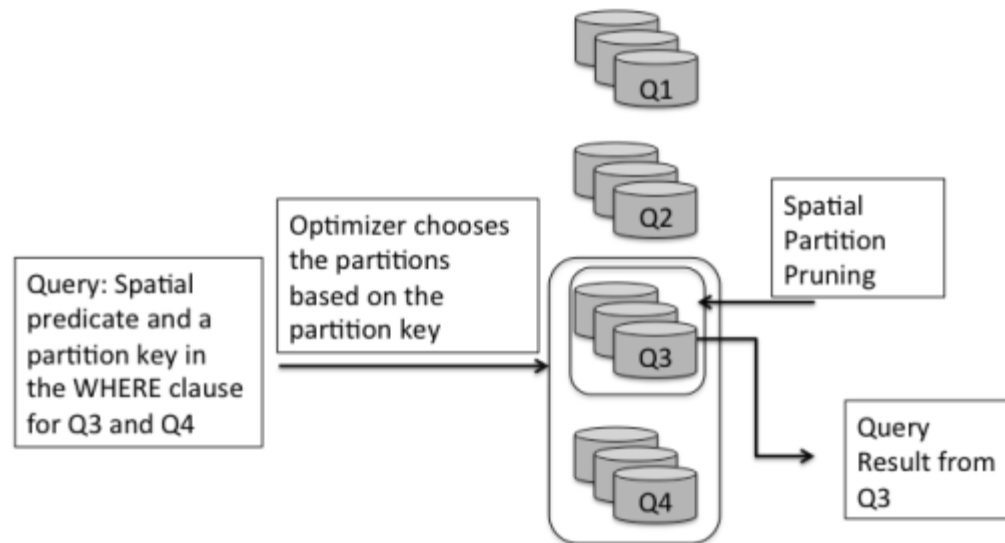 Q1
Q2
Optimizer chooses
the partitions
based on the
partition key
Spatial
Partition
Pruning
Query: Spatial
predicate and a
partition key in
the WHERE clause
for Q3 and Q4
Q3
Query
Result from
Q3
Q4